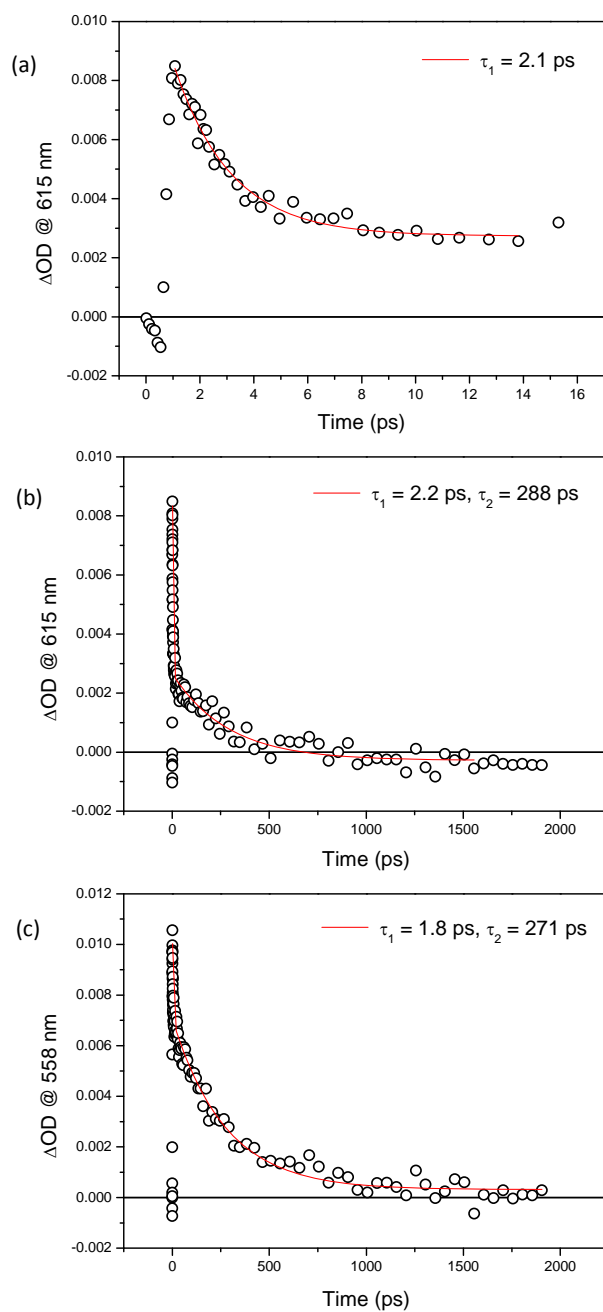 (a)
τ₁ = 2.1 ps
ΔOD @ 615 nm
0.010
0.008
0.006
0.004
0.002
0.000
-0.002
0 2 4 6 8 10 12 14 16
Time (ps)
(b)
τ₁ = 2.2 ps, τ₂ = 288 ps
ΔOD @ 615 nm
0.010
0.008
0.006
0.004
0.002
0.000
-0.002
0 500 1000 1500 2000
Time (ps)
(c)
τ₁ = 1.8 ps, τ₂ = 271 ps
ΔOD @ 558 nm
0.012
0.010
0.008
0.006
0.004
0.002
0.000
-0.002
0 500 1000 1500 2000
Time (ps)